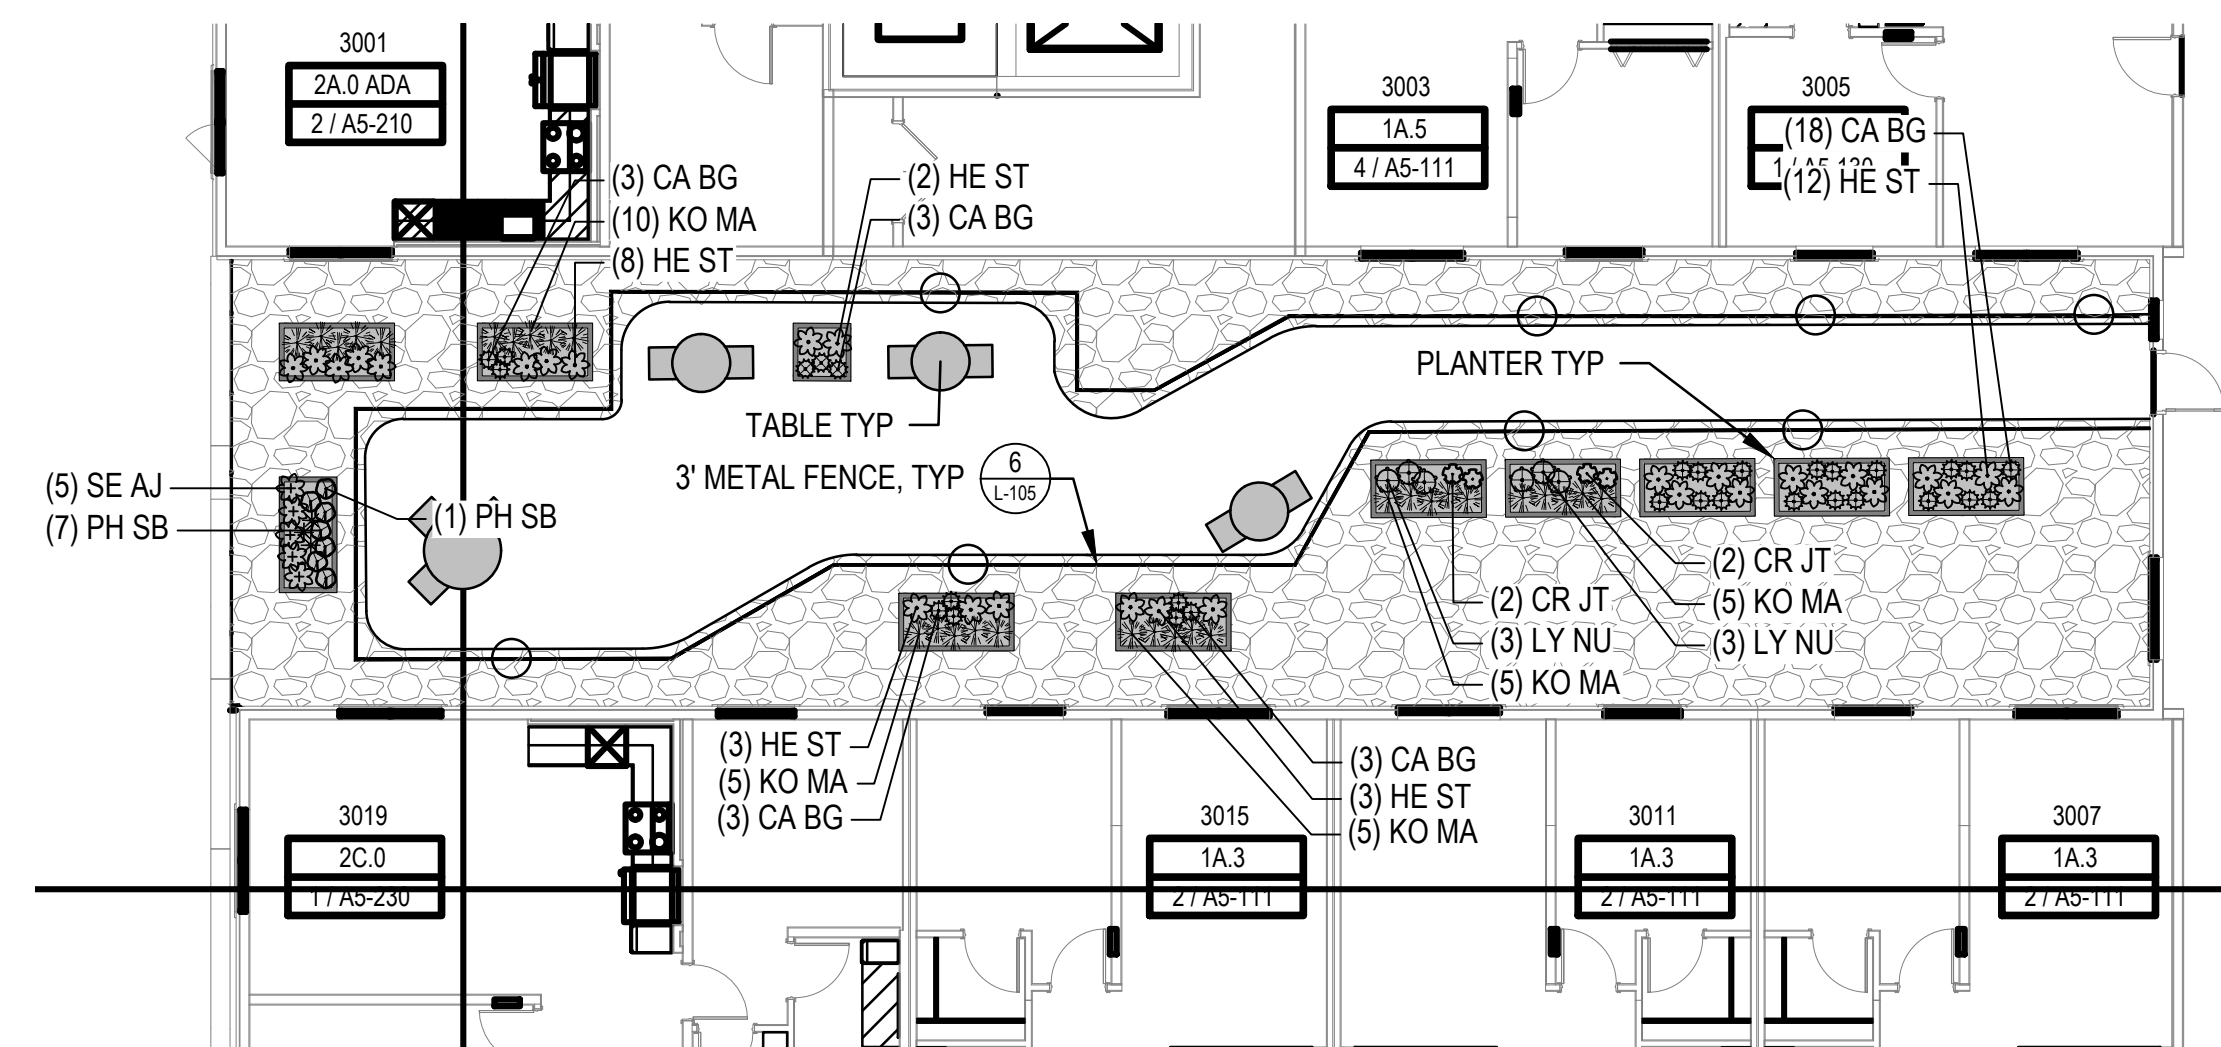 3001
2A.0 ADA
2 / A5-210
3003
1A.5
4 / A5-111
3005
(18) CA BG
(12) HE ST
(3) CA BG
(10) KO MA
(8) HE ST
(2) HE ST
(3) CA BG
PLANTER TYP
TABLE TYP
3' METAL FENCE, TYP
6
L-105
(5) SE AJ
(7) PH SB
(1) PH SB
(2) CR JT
(5) KO MA
(3) LY NU
(2) CR JT
(3) LY NU
(5) KO MA
(3) HE ST
(5) KO MA
(3) CA BG
(3) CA BG
(3) HE ST
(5) KO MA
3019
2C.0
1 / A5-230
3015
1A.3
2 / A5-111
3011
1A.3
2 / A5-111
3007
1A.3
2 / A5-111